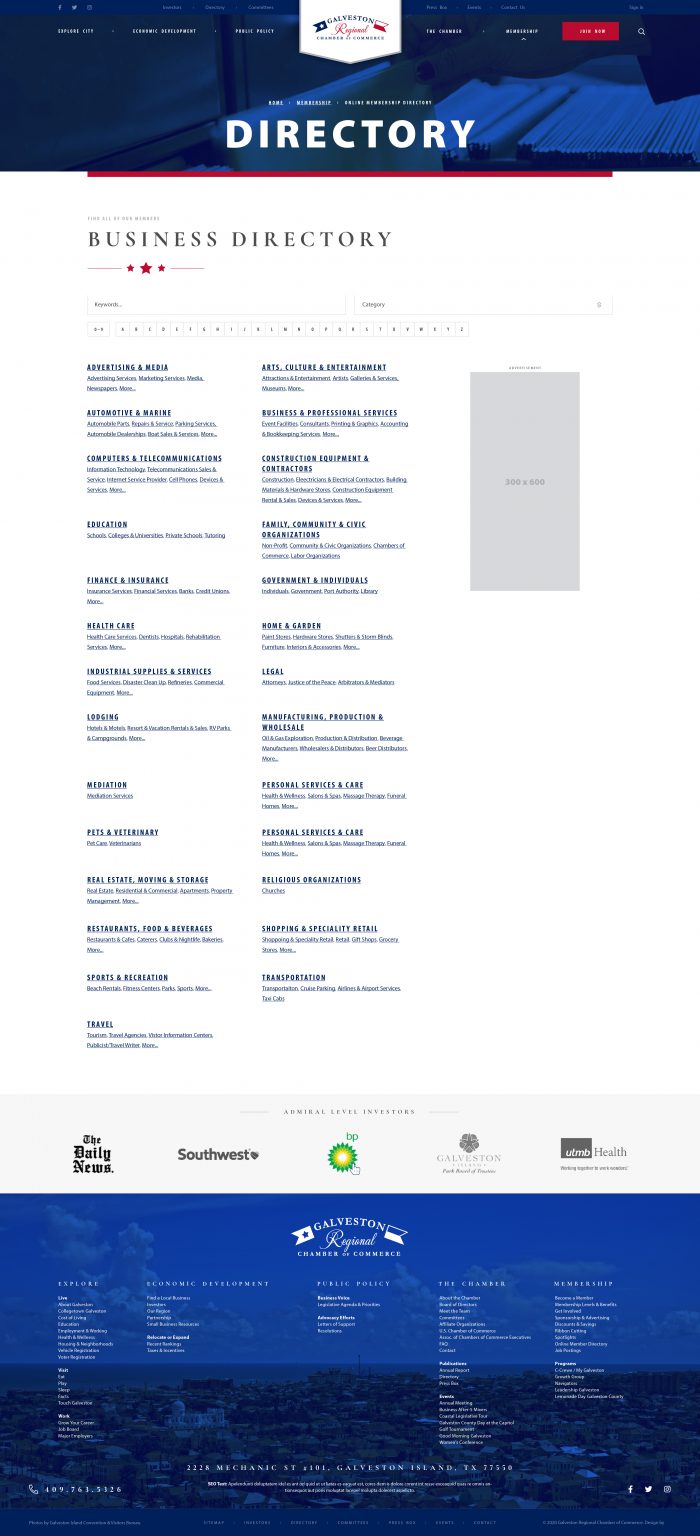 Investors Directory Committees
Press Box Events Contact Us
Sign In
EXPLORE CITY ECONOMIC DEVELOPMENT PUBLIC POLICY
GALVESTON
Regional
CHAMBER of COMMERCE
THE CHAMBER MEMBERSHIP JOIN NOW
HOME MEMBERSHIP ONLINE MEMBERSHIP DIRECTORY
DIRECTORY
FIND ALL OF OUR MEMBERS
BUSINESS DIRECTORY
Keywords...
Category
0-9 A B C D E F G H I J K L M N O P Q R S T U V W X Y Z
ADVERTISING & MEDIA
Advertising Services, Marketing Services, Media,
Newspapers, More...
ARTS, CULTURE & ENTERTAINMENT
Attractions & Entertainment, Artists, Galleries & Services,
Museums, More...
ADVERTISEMENT
300 x 600
AUTOMOTIVE & MARINE
Automobile Parts, Repairs & Service, Parking Services,
Automobile Dealerships, Boat Sales & Services, More...
BUSINESS & PROFESSIONAL SERVICES
Event Facilities, Consultants, Printing & Graphics, Accounting
& Bookkeeping Services, More...
COMPUTERS & TELECOMMUNICATIONS
Information Technology, Telecommunications Sales &
Service, Internet Service Provider, Cell Phones, Devices &
Services, More...
CONSTRUCTION EQUIPMENT &
CONTRACTORS
Construction, Eleectricians & Electrical Contractors, Building
Materials & Hardware Stores, Construction Equipment
Rental & Sales, Devices & Services, More...
EDUCATION
Schools, Colleges & Universities, Private Schools, Tutoring
FAMILY, COMMUNITY & CIVIC
ORGANIZATIONS
Non-Profit, Community & Civic Organizations, Chambers of
Commerce, Labor Organizations
FINANCE & INSURANCE
Insurance Services, Financial Services, Banks, Credit Unions,
More...
GOVERNMENT & INDIVIDUALS
Individuals, Government, Port Authority, Library
HEALTH CARE
Health Care Services, Dentists, Hospitals, Rehabilitation
Services, More...
HOME & GARDEN
Paint Stores, Hardware Stores, Shutters & Storm Blinds,
Furniture, Interiors & Accessories, More...
INDUSTRIAL SUPPLIES & SERVICES
Food Services, Disaster Clean Up, Refineries, Commercial
Equipment, More...
LEGAL
Attorneys, Justice of the Peace, Arbitrators & Mediators
LODGING
Hotels & Motels, Resort & Vacation Rentals & Sales, RV Parks
& Campgrounds, More...
MANUFACTURING, PRODUCTION &
WHOLESALE
Oil & Gas Exploration, Production & Distribution, Beverage
Manufacturers, Wholesalers & Distributors, Beer Distributors,
More...
MEDIATION
Mediation Services
PERSONAL SERVICES & CARE
Health & Wellness, Salons & Spas, Massage Therapy, Funeral
Homes, More...
PETS & VETERINARY
Pet Care, Veterinarians
PERSONAL SERVICES & CARE
Health & Wellness, Salons & Spas, Massage Therapy, Funeral
Homes, More...
REAL ESTATE, MOVING & STORAGE
Real Estate, Residential & Commercial, Apartments, Property
Management, More...
RELIGIOUS ORGANIZATIONS
Churches
RESTAURANTS, FOOD & BEVERAGES
Restaurants & Cafes, Caterers, Clubs & Nightlife, Bakeries,
More...
SHOPPING & SPECIALITY RETAIL
Shoppoing & Speciality Retail, Retail, Gift Shops, Grocery
Stores, More...
SPORTS & RECREATION
Beach Rentals, Fitness Centers, Parks, Sports, More...
TRANSPORTATION
Transportaiton, Cruise Parking, Airlines & Airport Services,
Taxi Cabs
TRAVEL
Tourism, Travel Agencies, Vistor Information Centers,
Publicist/Travel Writer, More...
ADMIRAL LEVEL INVESTORS
The
Daily
News.
Southwest
bp
GALVESTON
ISLAND
Park Board of Trustees
utmb Health
Working together to work wonders.
GALVESTON
Regional
CHAMBER of COMMERCE
EXPLORE
Live
About Galveston
Collegetown Galveston
Cost of Living
Education
Employment & Working
Health & Wellness
Housing & Neighborhoods
Vehicle Registration
Voter Registration
Visit
Eat
Play
Sleep
Facts
Touch Galveston
Work
Grow Your Career
Job Board
Major Employers
ECONOMIC DEVELOPMENT
Find a Local Business
Investors
Our Region
Partnership
Small Business Resources
Relocate or Expand
Recent Rankings
Taxes & Incentives
PUBLIC POLICY
Business Voice
Legislative Agenda & Priorities
Advocacy Efforts
Letters of Support
Resolutions
THE CHAMBER
About the Chamber
Board of Directors
Meet the Team
Committees
Affiliate Organizations
U.S. Chamber of Commerce
Assoc. of Chambers of Commerce Executives
FAQ
Contact
Publications
Annual Report
Directory
Press Box
Events
Annual Meeting
Business After 5 Mixers
Coastal Legislative Tour
Galveston County Day at the Capitol
Golf Tournament
Good Morning Galveston
Women's Conference
MEMBERSHIP
Become a Member
Membership Levels & Benefits
Get Involved
Sponsorship & Advertising
Discounts & Savings
Ribbon Cutting
Spotlights
Online Member Directory
Job Postings
Programs
C-Crewe / My Galveston
Growth Group
Navigators
Leadership Galveston
Lemonade Day Galveston County
2228 MECHANIC ST #101, GALVESTON ISLAND, TX 77550
409.763.5326
Photos by Galveston Island Convention & Visitors Bureau.
SITEMAP INVESTORS DIRECTORY COMMITTEES PRESS BOX EVENTS CONTACT
© 2020 Galveston Regional Chamber of Commerce. Design by